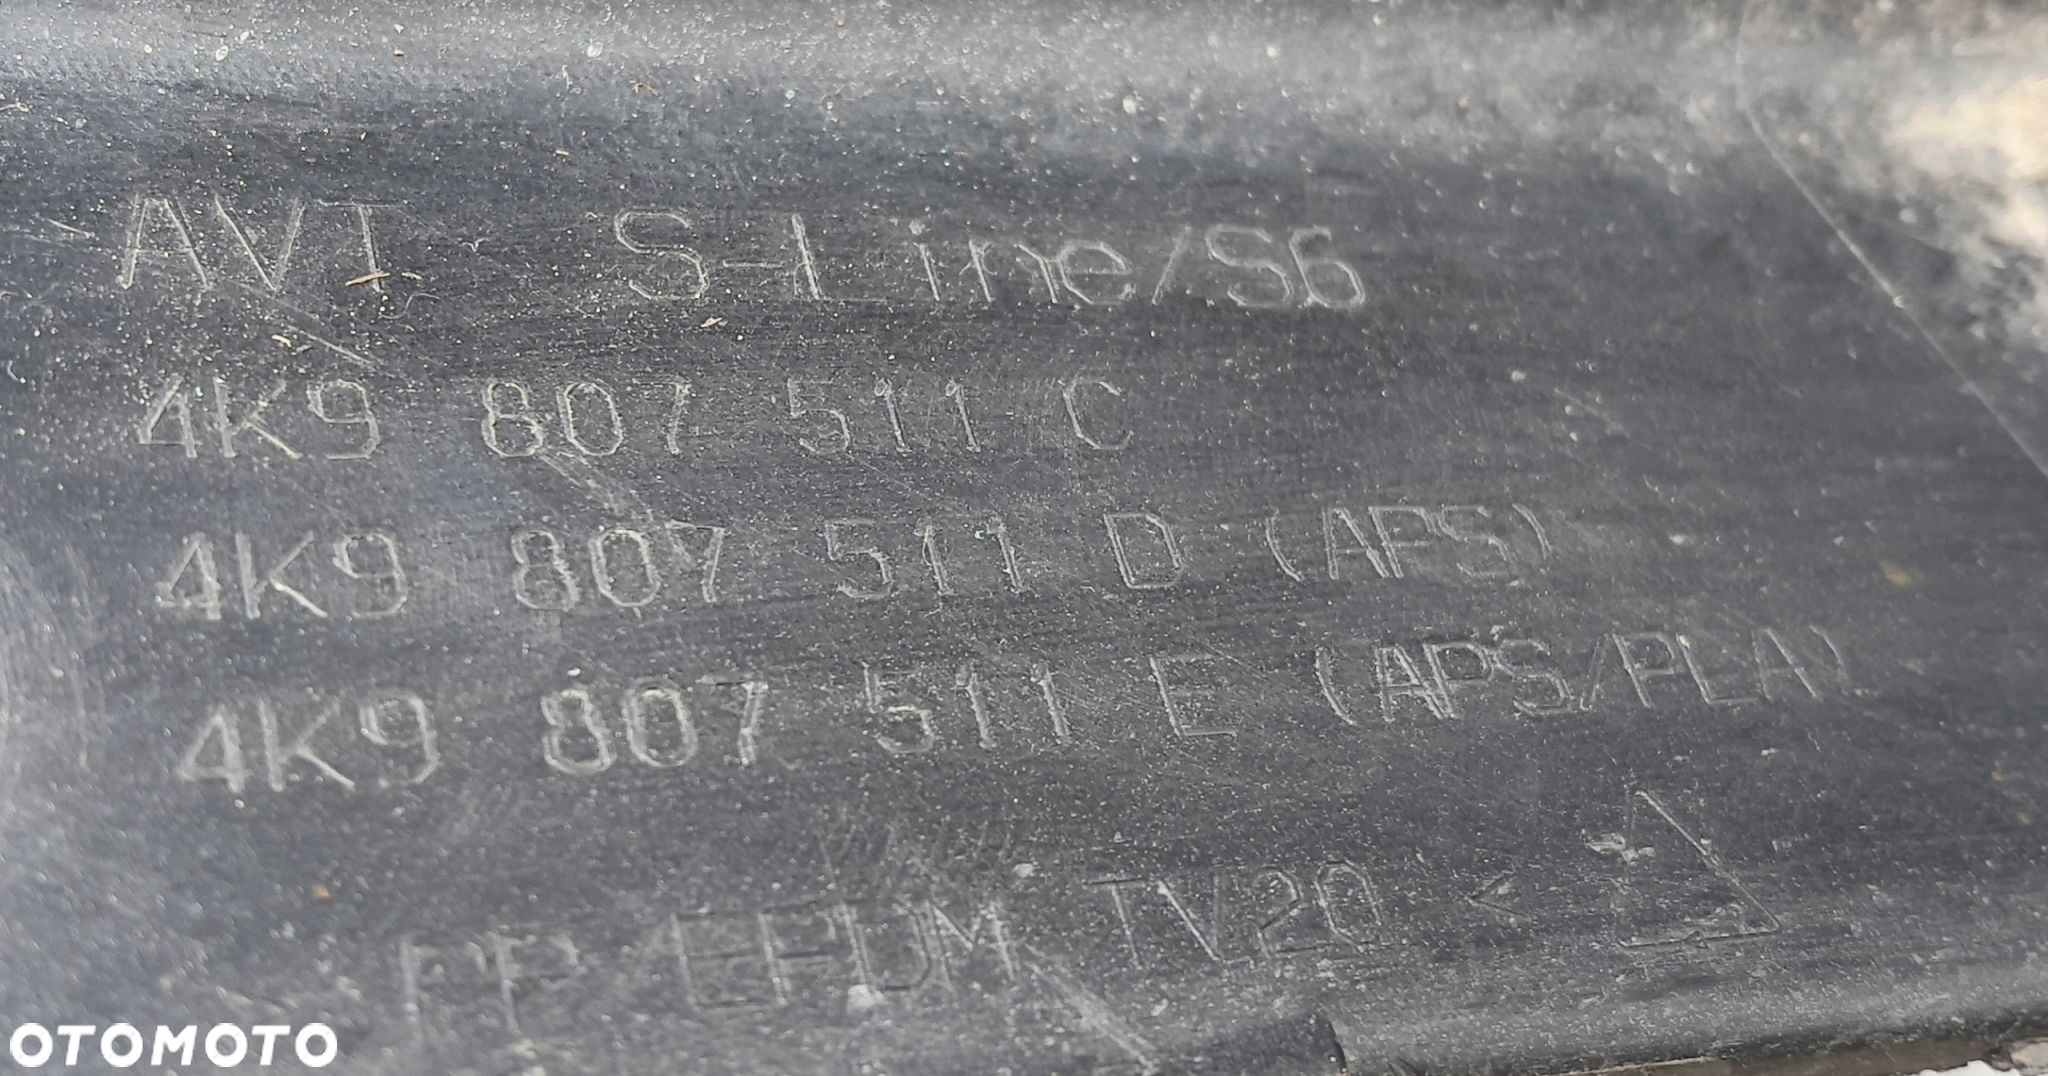 AVT S-Line/S6
4K9 807 511 C
4K9 807 511 D (APS)
4K9 807 511 E (APS/PLA)
PP EPDM TV20 <
OTOMOTO